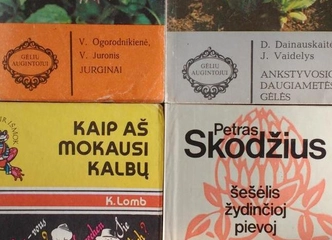 GĖLIŲ
AUGINTOJUI
V. Ogorodnikienė,
V. Juronis
JURGINAI
GĖLIŲ
AUGINTOJUI
D. Dainauskaitė
J. Vaidelys
ANKSTYVOSIOS
DAUGIAMETĖS
GĖLĖS
IŠMOK
KAIP AŠ
MOKAUSI
KALBŲ
K. Lomb
Petras
Skodžius
šešėlis
žydinčioj
pievoj